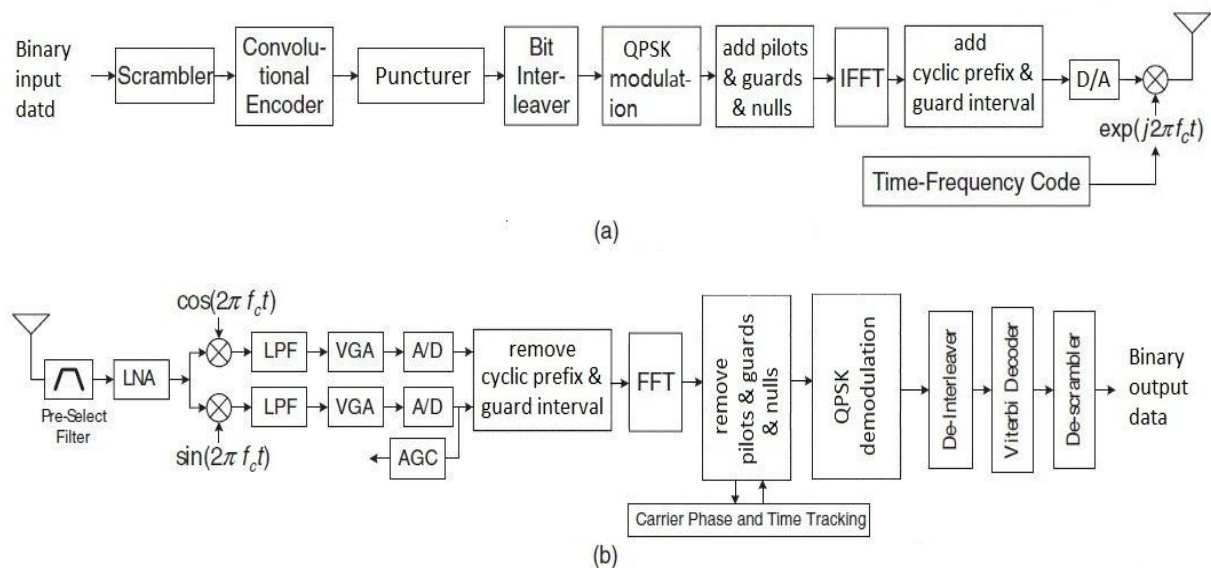 Binary
input
datd
Scrambler
Convolu-
tional
Encoder
Puncturer
Bit
Inter-
leaver
QPSK
modulat-
ion
add pilots
& guards
& nulls
IFFT
add
cyclic prefix &
guard interval
D/A
exp(j2πf_ct)
Time-Frequency Code
(a)
cos(2π f_ct)
LPF
VGA
A/D
Pre-Select
Filter
LNA
LPF
VGA
A/D
sin(2π f_ct)
AGC
remove
cyclic prefix &
guard interval
FFT
remove
pilots & guards
& nulls
Carrier Phase and Time Tracking
QPSK
demodulation
De-Interleaver
Viterbi Decoder
De-scrambler
Binary
output
data
(b)